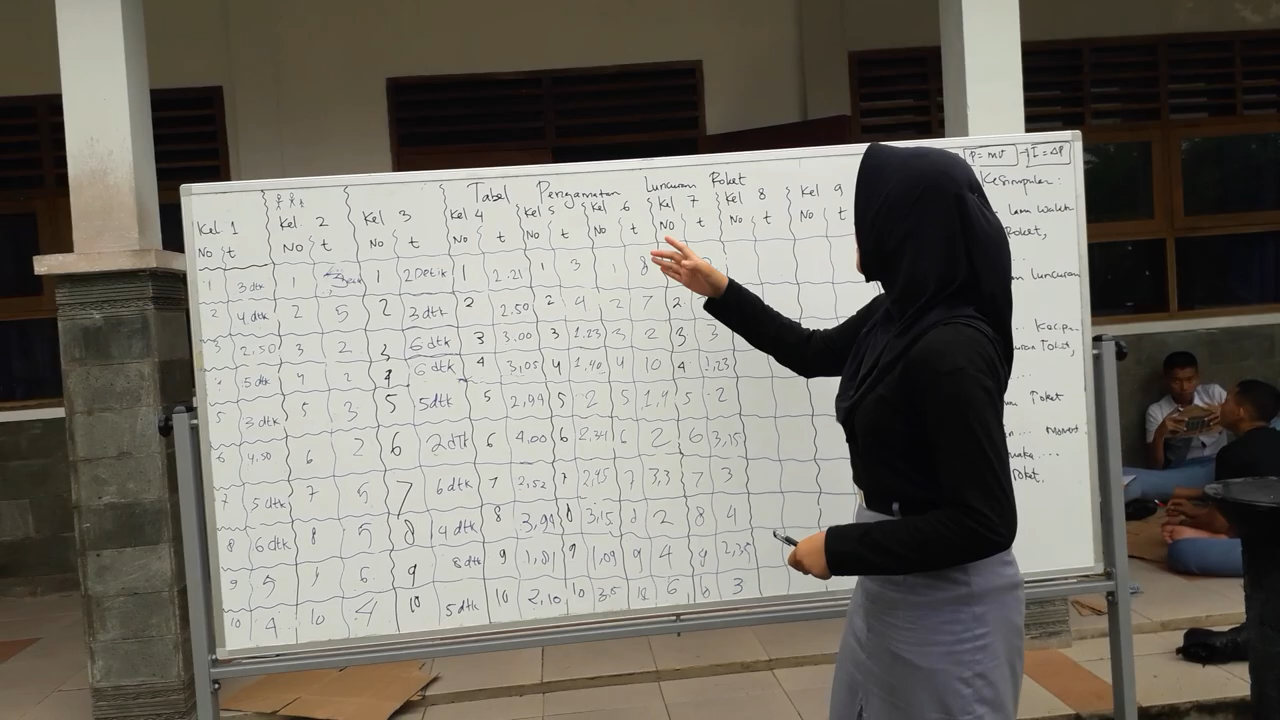 Tabel Pengamatan Luncuran Roket
P = mv → I = ΔP
Kel. 1 Kel. 2 Kel 3 Kel 4 Kel 5 Kel 6 Kel 7 Kel 8 Kel 9
No t No t No t No t No t No t No t No t No t
1 3 dtk 1 1 2 Detik 1 2.21 1 3 1 8
2 4 dtk 2 5 2 3 dtk 2 2.50 2 4 2 7 2
3 2,50 3 2 3 6 dtk 3 3.00 3 1.23 3 2 3 3
4 5 dtk 4 2 4 6 dtk 4 3,05 4 1,40 4 10 4 1,23
5 3 dtk 5 3 5 5 dtk 5 2,94 5 2 5 1,4 5 2
6 4,50 6 2 6 2 dtk 6 4,00 6 2,34 6 2 6 3,15
7 5 dtk 7 5 7 6 dtk 7 2,52 7 2,45 7 3,3 7 3
8 6 dtk 8 5 8 4 dtk 8 3,94 8 3,15 8 2 8 4
9 5 9 6 9 8 dtk 9 1,81 9 1,09 9 4 9 2,35
10 4 10 4 10 5 dtk 10 2,10 10 3,5 10 6 10 3
Kesimpulan :
lam waktu
Roket,
luncuran
... 
Roket
... moment
maka ...
Roket.